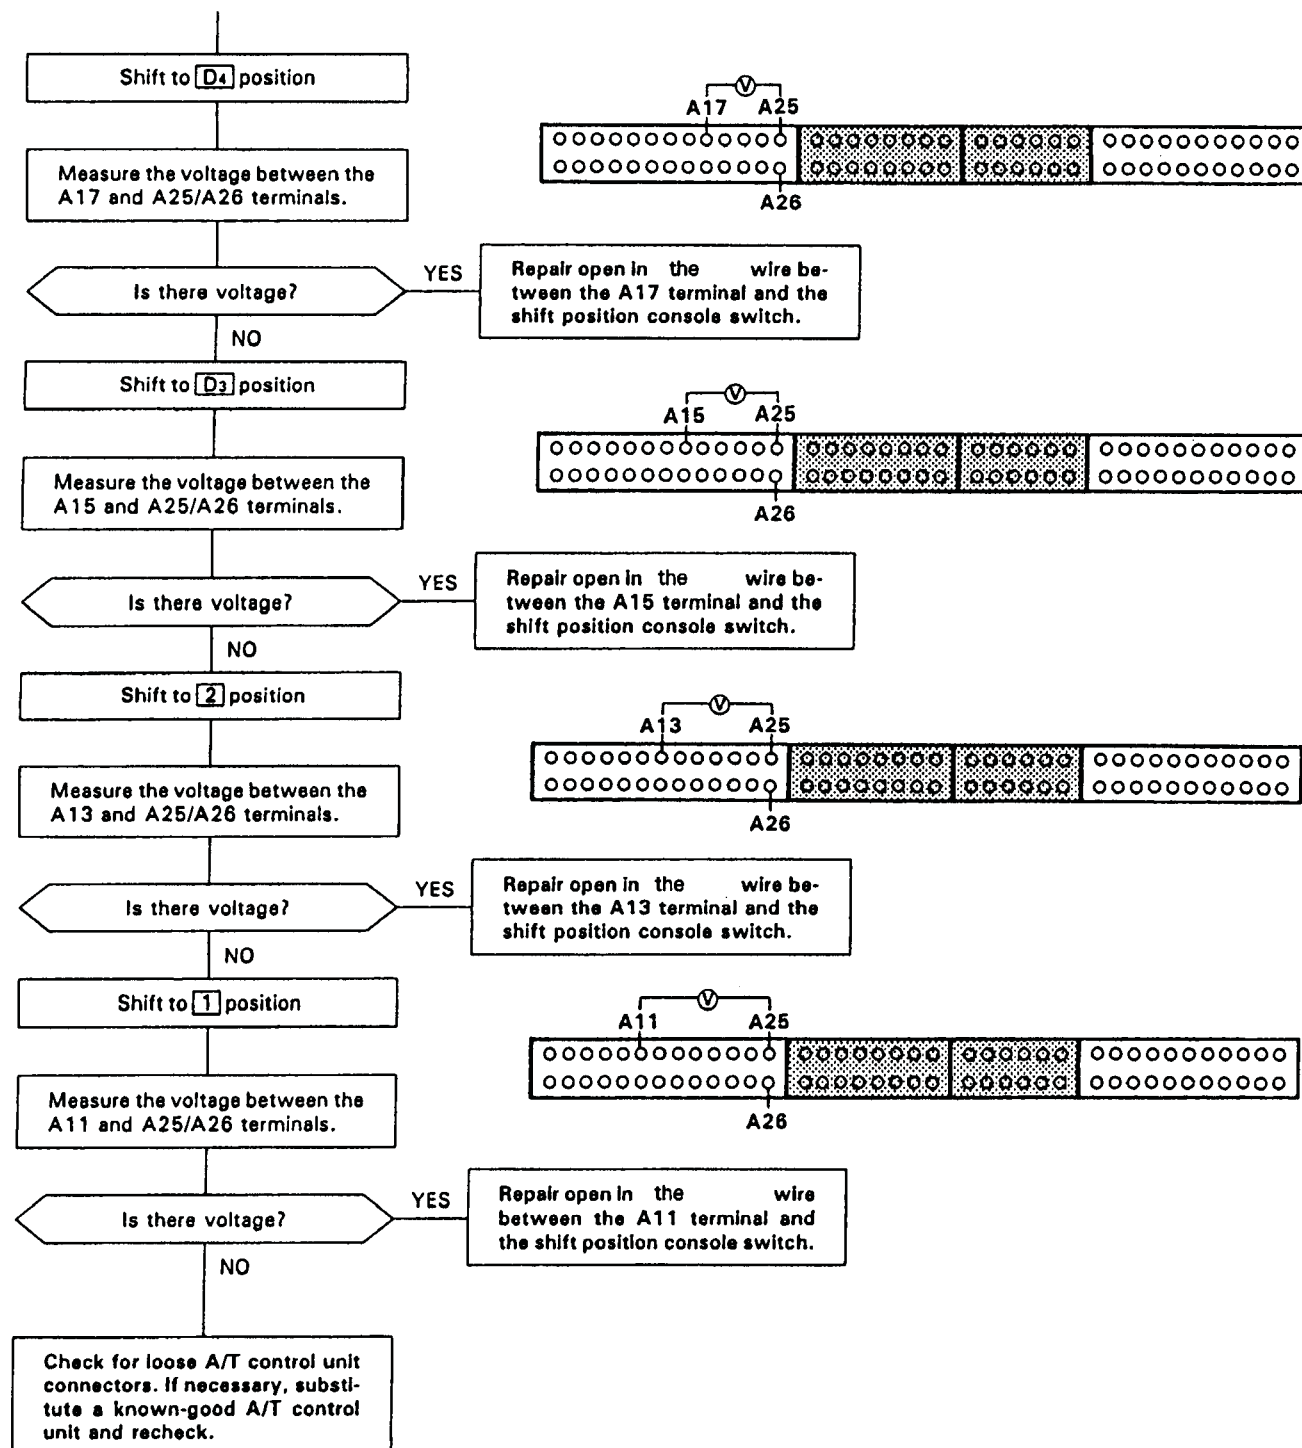 Shift to D4 position
A17 V A25
Measure the voltage between the
A17 and A25/A26 terminals.
A26
Is there voltage?
YES
Repair open in the wire be-
tween the A17 terminal and the
shift position console switch.
NO
Shift to D3 position
A15 V A25
Measure the voltage between the
A15 and A25/A26 terminals.
A26
Is there voltage?
YES
Repair open in the wire be-
tween the A15 terminal and the
shift position console switch.
NO
Shift to 2 position
A13 V A25
Measure the voltage between the
A13 and A25/A26 terminals.
A26
Is there voltage?
YES
Repair open in the wire be-
tween the A13 terminal and the
shift position console switch.
NO
Shift to 1 position
A11 V A25
Measure the voltage between the
A11 and A25/A26 terminals.
A26
Is there voltage?
YES
Repair open in the wire
between the A11 terminal and
the shift position console switch.
NO
Check for loose A/T control unit
connectors. If necessary, substi-
tute a known-good A/T control
unit and recheck.